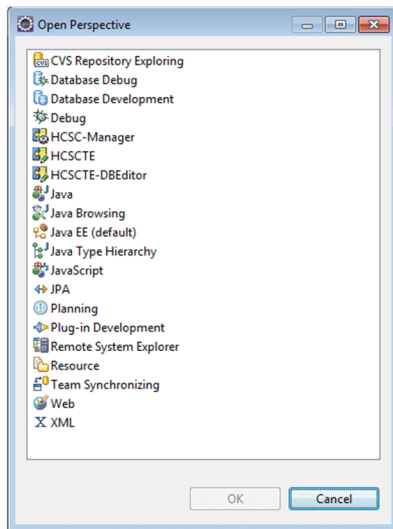 Open Perspective
CVS Repository Exploring
Database Debug
Database Development
Debug
HCSC-Manager
HCSCTE
HCSCTE-DBEditor
Java
Java Browsing
Java EE (default)
Java Type Hierarchy
JavaScript
JPA
Planning
Plug-in Development
Remote System Explorer
Resource
Team Synchronizing
Web
XML
OK
Cancel